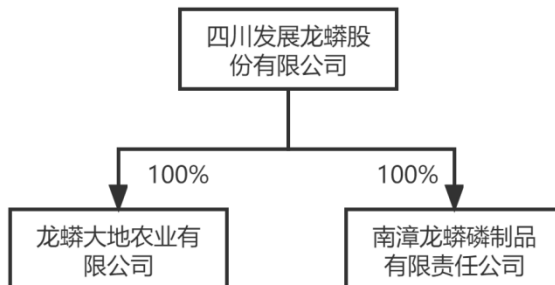 四川发展龙蟒股
份有限公司
100%
100%
龙蟒大地农业有
限公司
南漳龙蟒磷制品
有限责任公司